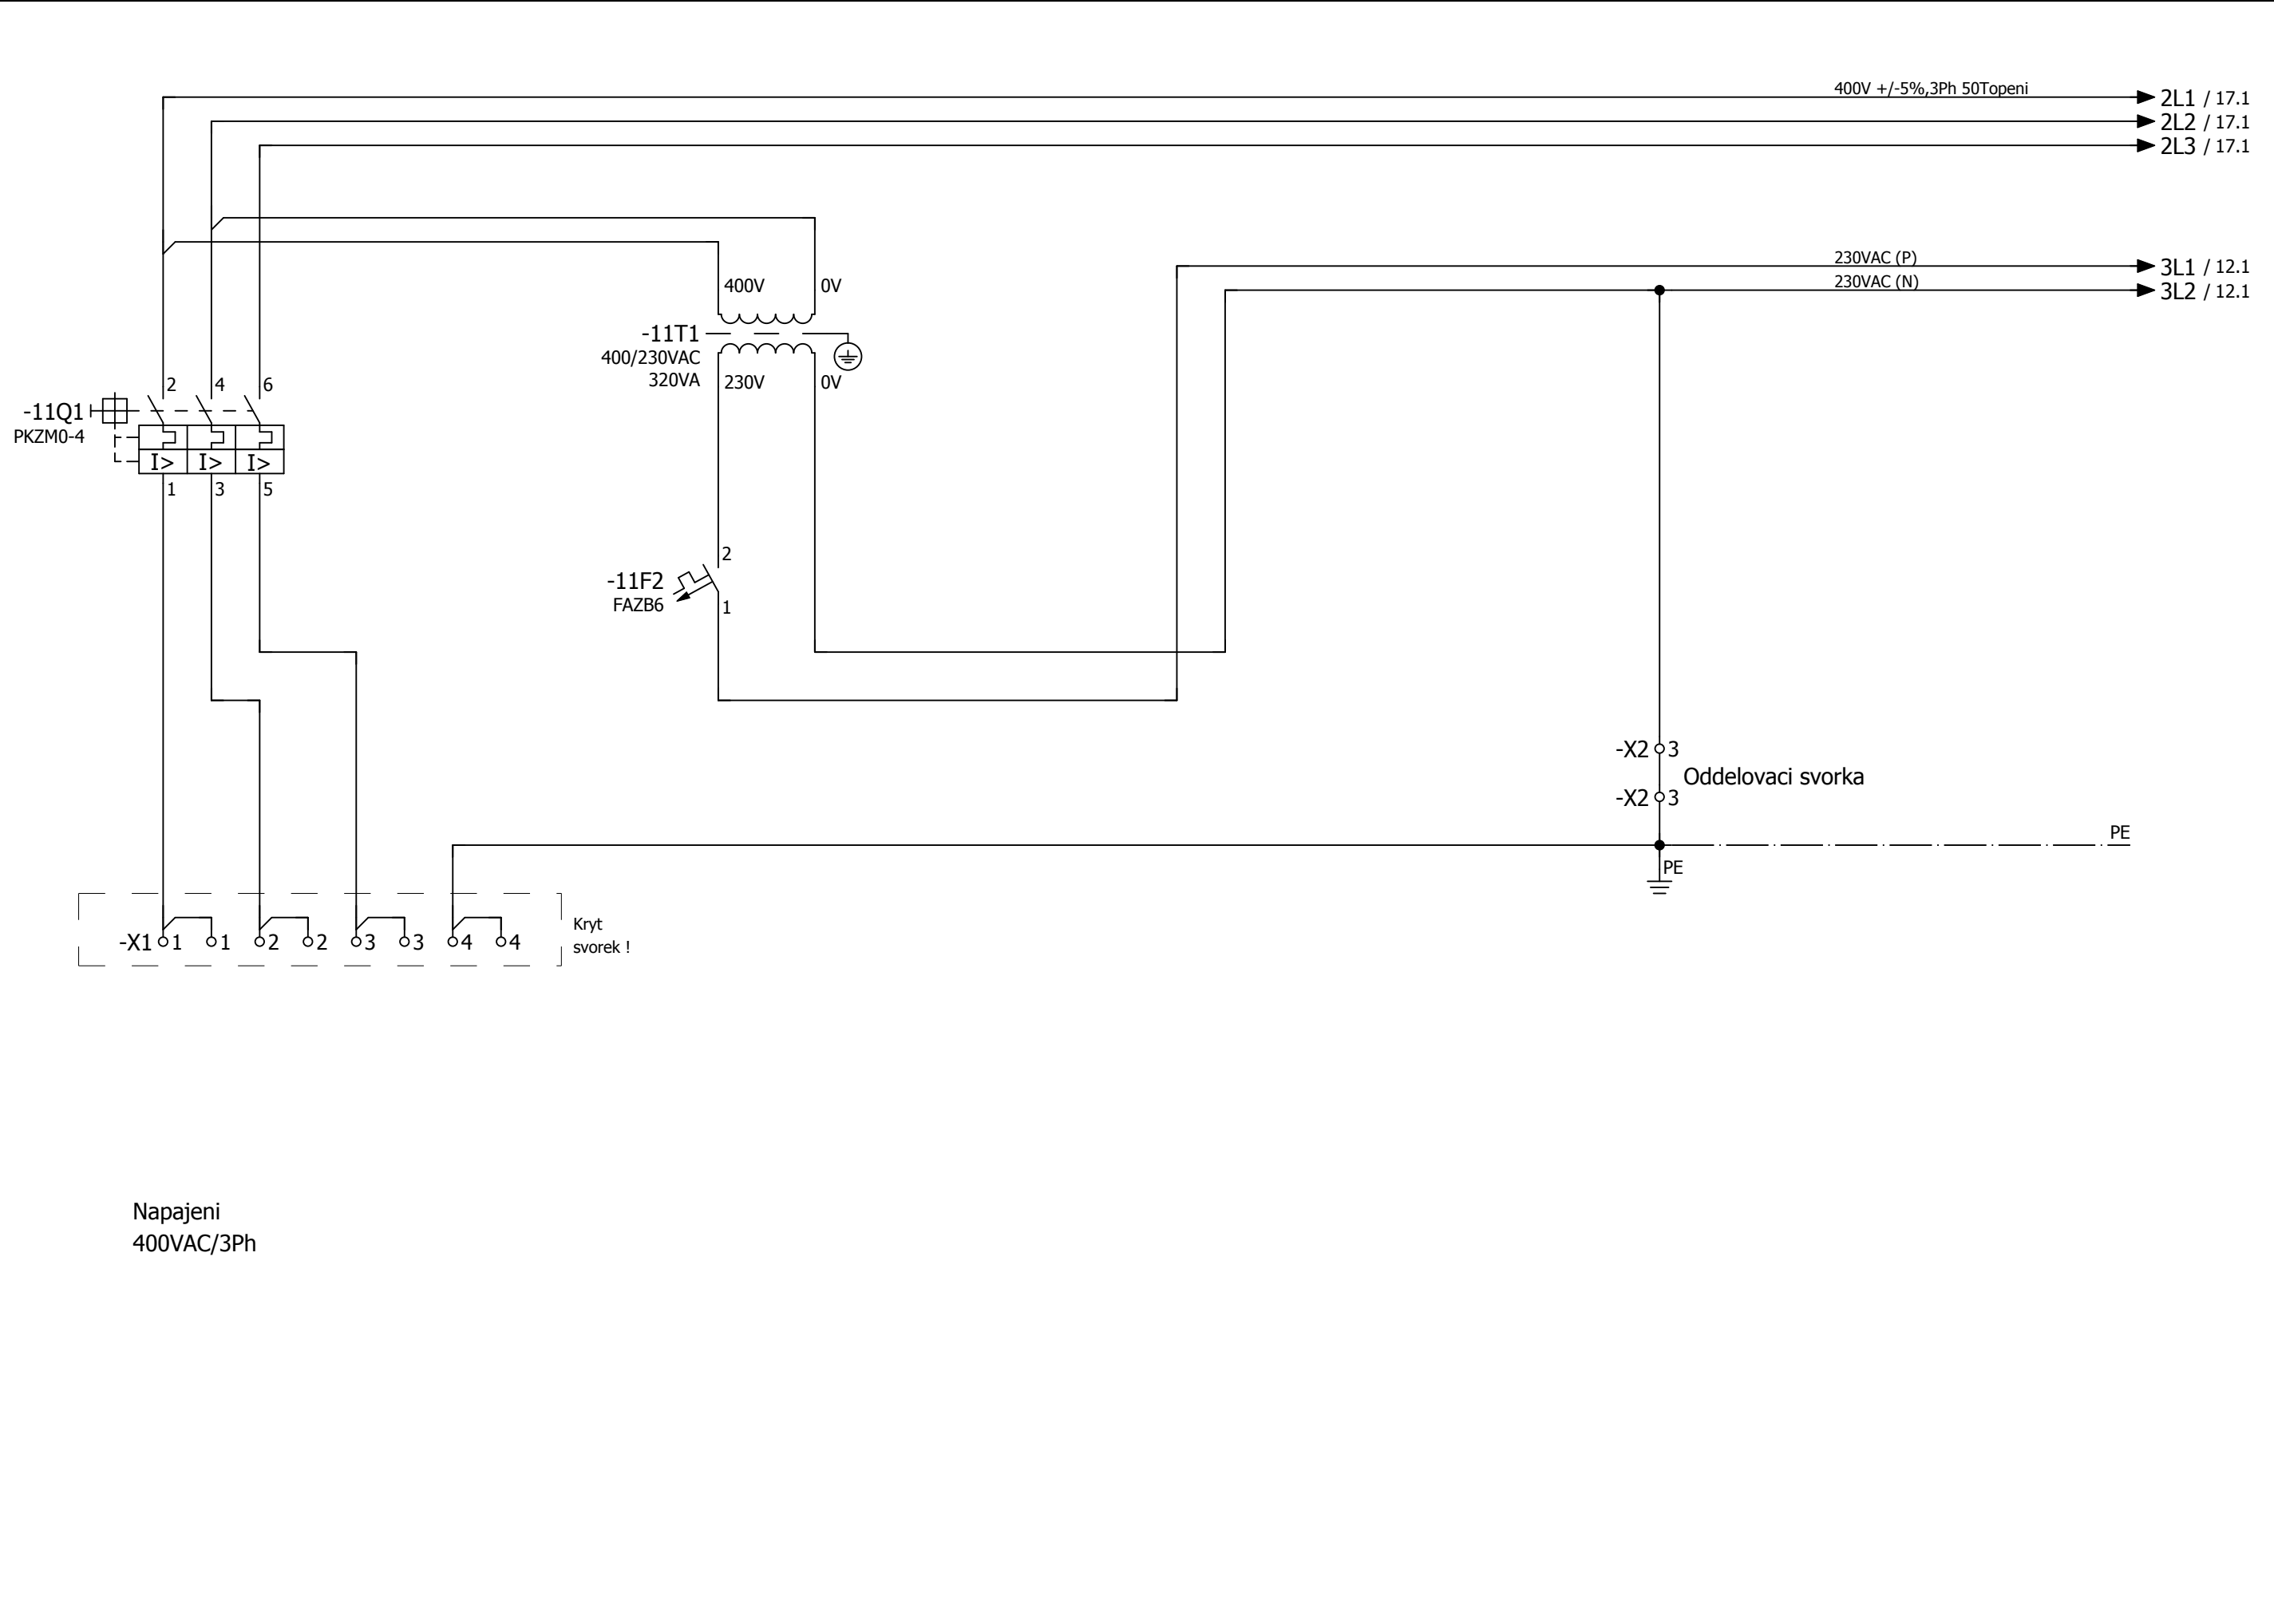 400V +/-5%,3Ph 50Topeni
2L1 / 17.1
2L2 / 17.1
2L3 / 17.1
230VAC (P)
3L1 / 12.1
230VAC (N)
3L2 / 12.1
400V 0V
-11T1
400/230VAC
320VA
230V 0V
2 4 6
-11Q1
PKZM0-4
I> I> I>
1 3 5
2
-11F2
FAZB6
1
-X2 3
Oddelovaci svorka
-X2 3
PE
PE
Kryt
svorek !
-X1 1 1 2 2 3 3 4 4
Napajeni
400VAC/3Ph